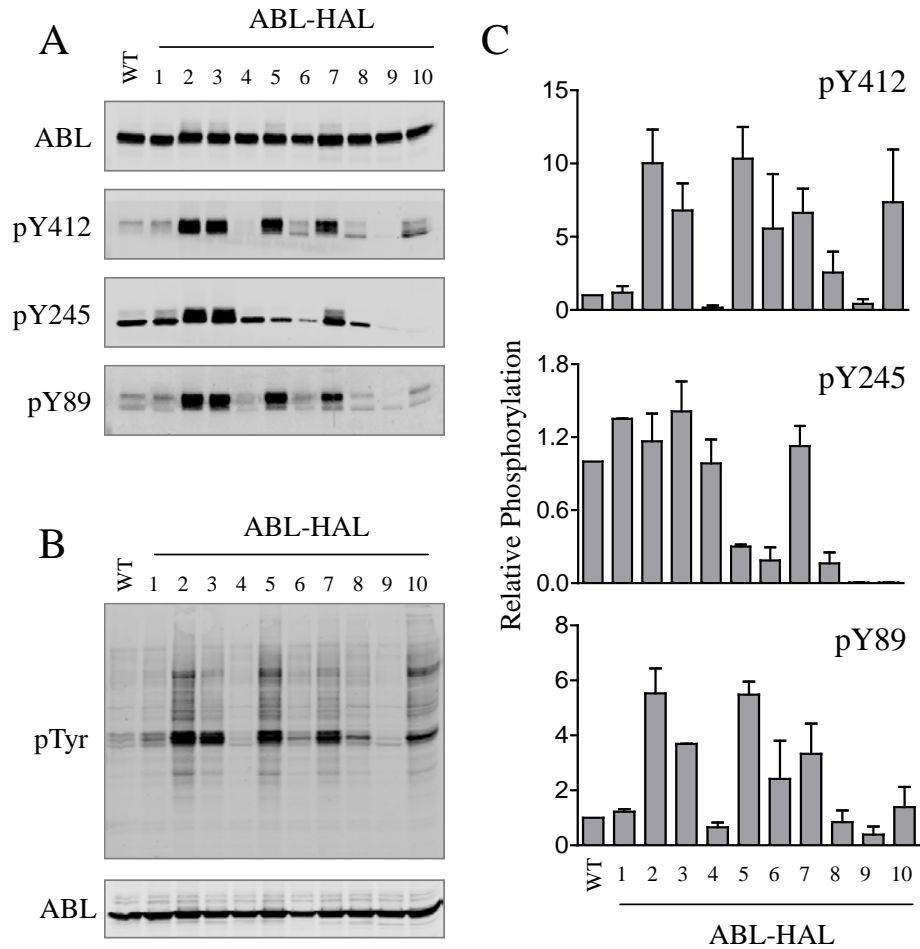 A
ABL-HAL
WT 1 2 3 4 5 6 7 8 9 10
ABL
pY412
pY245
pY89
B
ABL-HAL
WT 1 2 3 4 5 6 7 8 9 10
pTyr
ABL
C
Relative Phosphorylation
pY412
15
10
5
0
pY245
1.8
1.2
0.6
0.0
pY89
8
6
4
2
0
WT 1 2 3 4 5 6 7 8 9 10
ABL-HAL